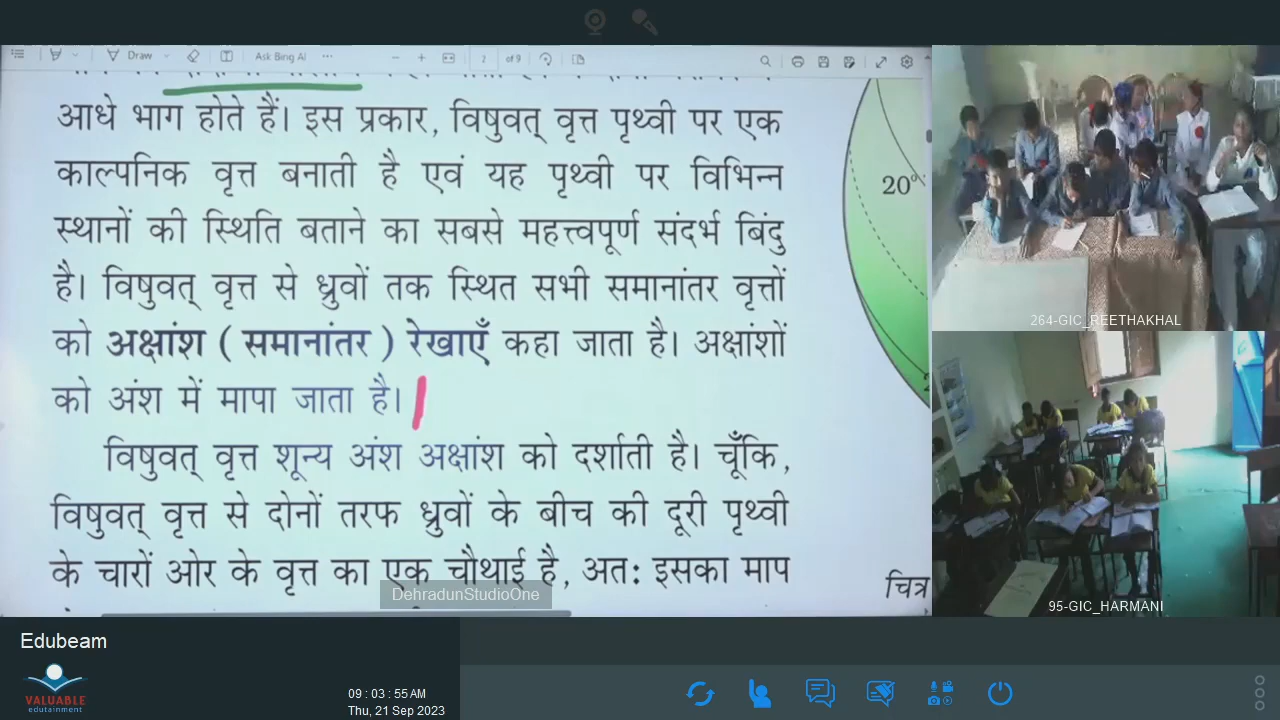 Draw
Ask Bing AI
of 9
आधे भाग होते हैं। इस प्रकार, विषुवत् वृत्त पृथ्वी पर एक
काल्पनिक वृत्त बनाती है एवं यह पृथ्वी पर विभिन्न
स्थानों की स्थिति बताने का सबसे महत्त्वपूर्ण संदर्भ बिंदु
है। विषुवत् वृत्त से ध्रुवों तक स्थित सभी समानांतर वृत्तों
को अक्षांश ( समानांतर ) रेखाएँ कहा जाता है। अक्षांशों
को अंश में मापा जाता है।
विषुवत् वृत्त शून्य अंश अक्षांश को दर्शाती है। चूँकि,
विषुवत् वृत्त से दोनों तरफ ध्रुवों के बीच की दूरी पृथ्वी
के चारों ओर के वृत्त का एक चौथाई है, अतः इसका माप
20°
चित्र
DehradunStudioOne
264-GIC_REETHAKHAL
95-GIC_HARMANI
Edubeam
VALUABLE
edutainment
09 : 03 : 55 AM
Thu, 21 Sep 2023